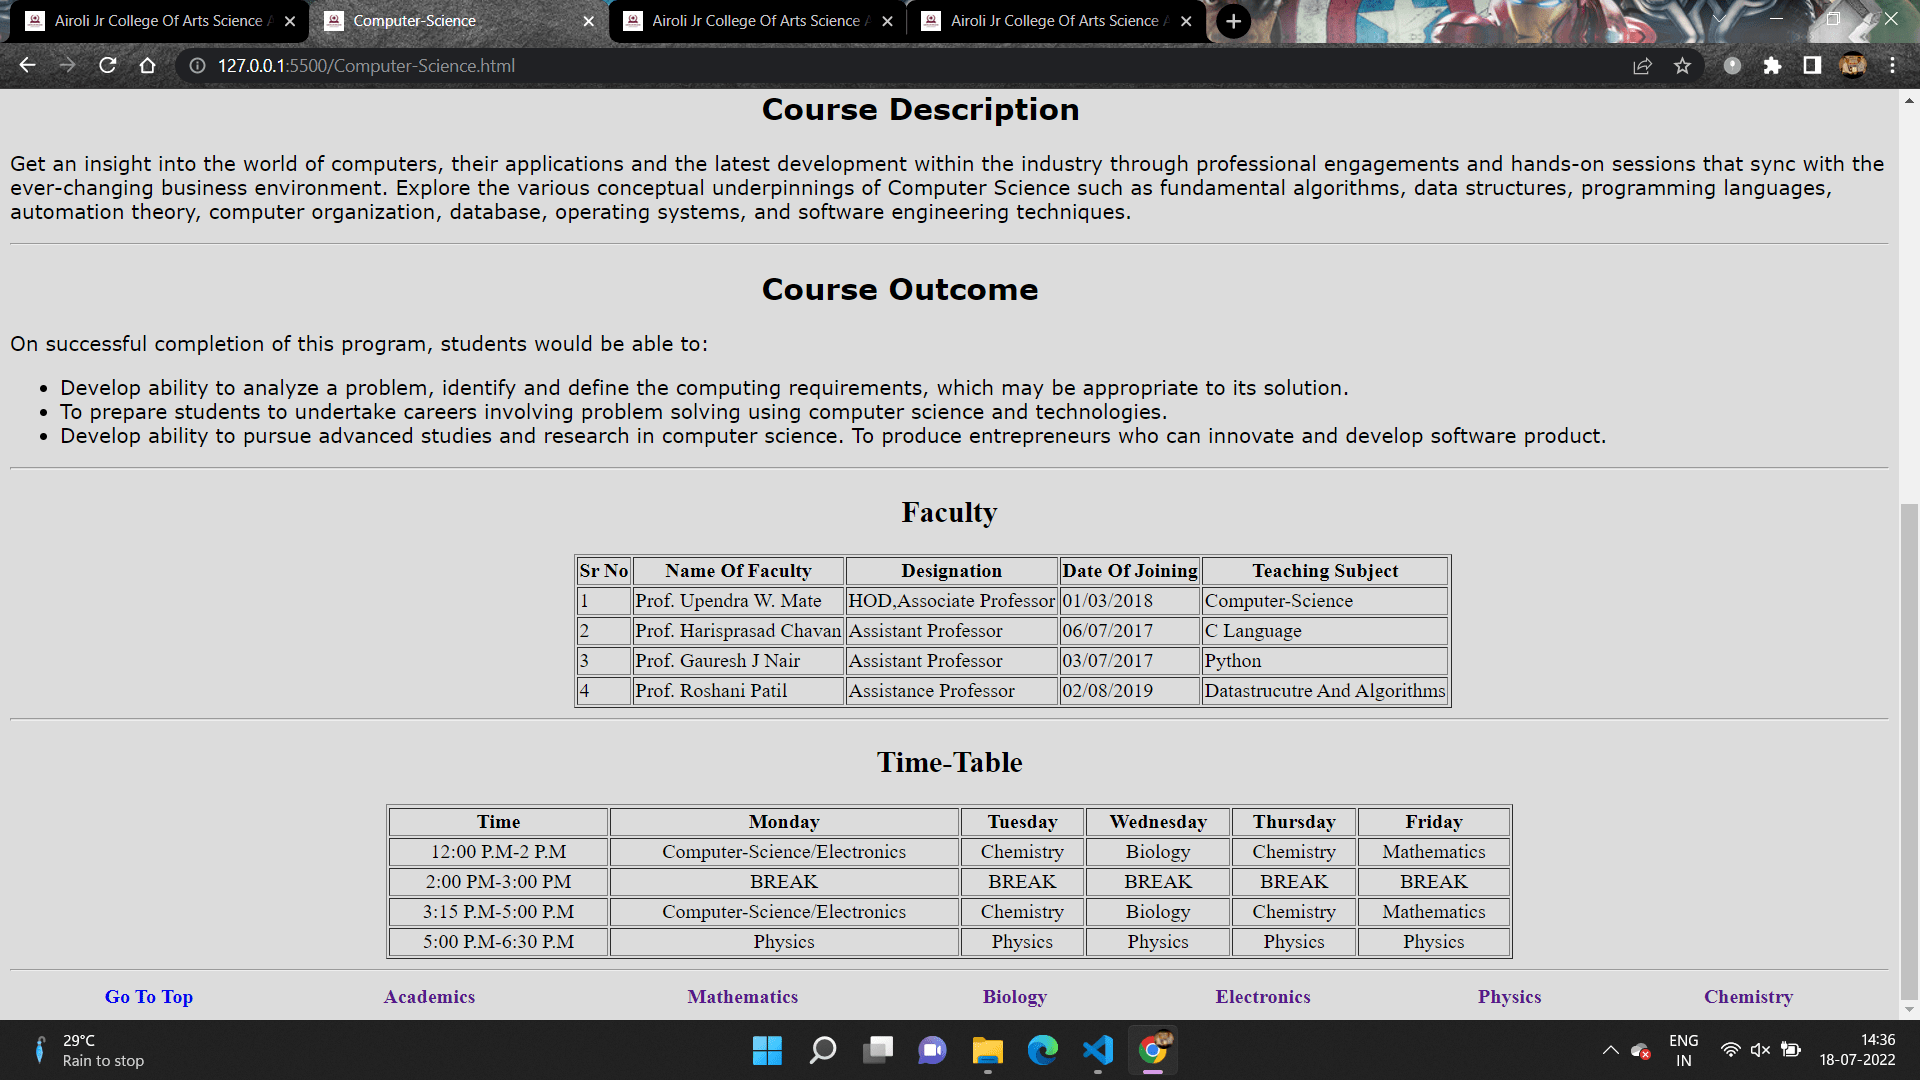 Airoli Jr College Of Arts Science A
Computer-Science
Airoli Jr College Of Arts Science A
Airoli Jr College Of Arts Science A
127.0.0.1:5500/Computer-Science.html
Course Description
Get an insight into the world of computers, their applications and the latest development within the industry through professional engagements and hands-on sessions that sync with the
ever-changing business environment. Explore the various conceptual underpinnings of Computer Science such as fundamental algorithms, data structures, programming languages,
automation theory, computer organization, database, operating systems, and software engineering techniques.
Course Outcome
On successful completion of this program, students would be able to:
• Develop ability to analyze a problem, identify and define the computing requirements, which may be appropriate to its solution.
• To prepare students to undertake careers involving problem solving using computer science and technologies.
• Develop ability to pursue advanced studies and research in computer science. To produce entrepreneurs who can innovate and develop software product.
Faculty
Sr No Name Of Faculty Designation Date Of Joining Teaching Subject
1 Prof. Upendra W. Mate HOD,Associate Professor 01/03/2018 Computer-Science
2 Prof. Harisprasad Chavan Assistant Professor 06/07/2017 C Language
3 Prof. Gauresh J Nair Assistant Professor 03/07/2017 Python
4 Prof. Roshani Patil Assistance Professor 02/08/2019 Datastrucutre And Algorithms
Time-Table
Time Monday Tuesday Wednesday Thursday Friday
12:00 P.M-2 P.M Computer-Science/Electronics Chemistry Biology Chemistry Mathematics
2:00 PM-3:00 PM BREAK BREAK BREAK BREAK BREAK
3:15 P.M-5:00 P.M Computer-Science/Electronics Chemistry Biology Chemistry Mathematics
5:00 P.M-6:30 P.M Physics Physics Physics Physics Physics
Go To Top Academics Mathematics Biology Electronics Physics Chemistry
29°C
Rain to stop
ENG
IN
14:36
18-07-2022